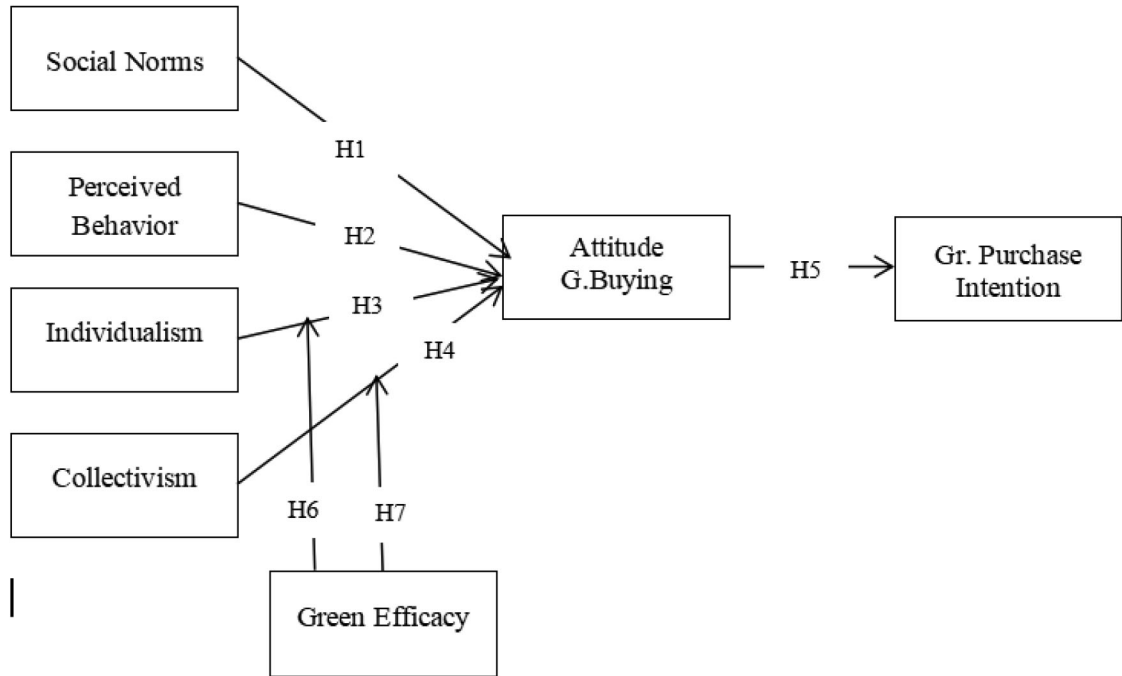 Social Norms
H1
Perceived
Behavior
H2
Attitude
G.Buying
H5
Gr. Purchase
Intention
Individualism
H3
H4
Collectivism
H6
H7
Green Efficacy